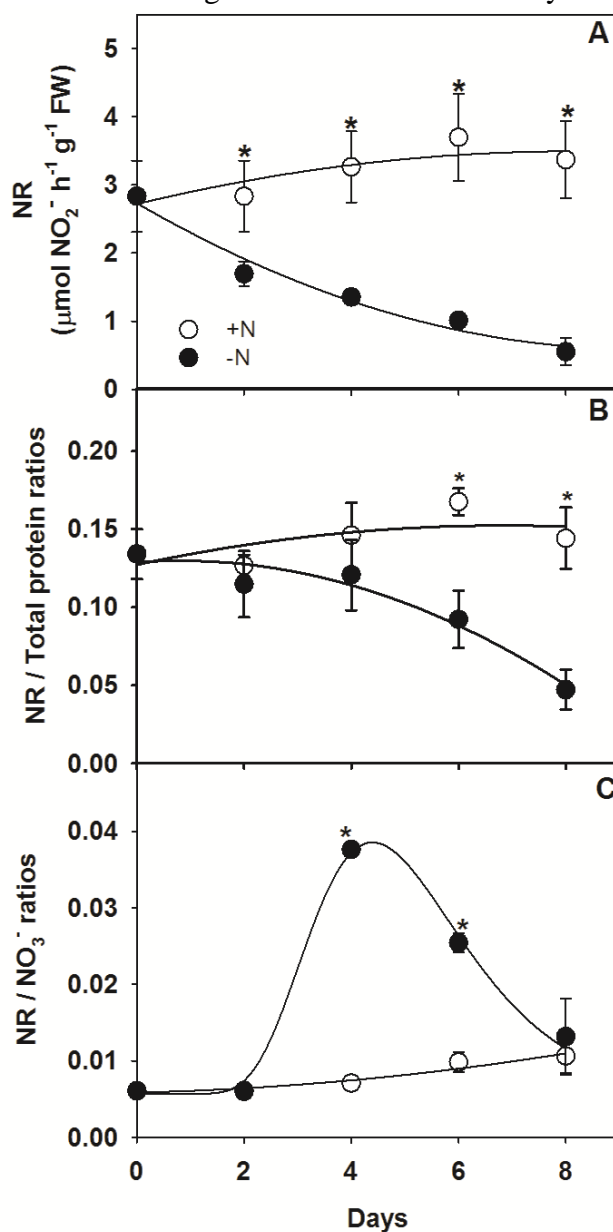 A
5
4
3
2
1
0
NR
(μmol NO₂⁻ h⁻¹ g⁻¹ FW)
* * * *
+N
-N
B
0.20
0.15
0.10
0.05
0.00
NR / Total protein ratios
* *
C
0.04
0.03
0.02
0.01
0.00
NR / NO₃⁻ ratios
* *
0 2 4 6 8
Days